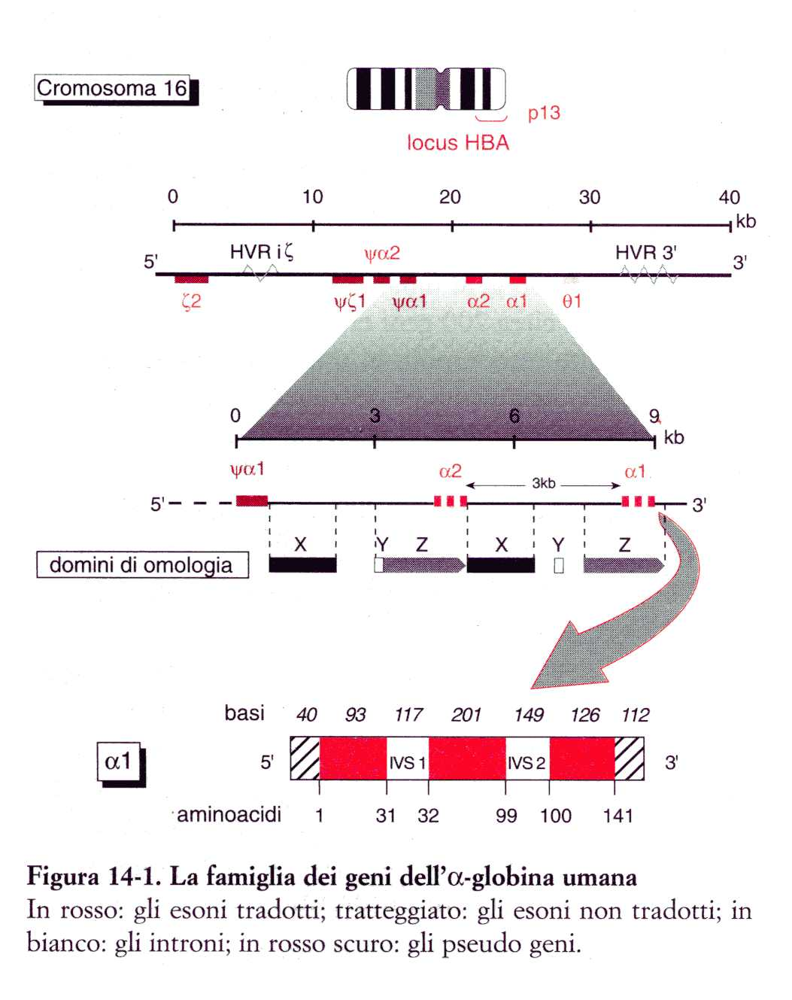 Cromosoma 16
p13
locus HBA
0 10 20 30 40
kb
HVR i ζ ψα2 HVR 3'
5' 3'
ζ2 ψζ1 ψα1 α2 α1 θ1
0 3 6 9
kb
ψα1 α2 3kb α1
5' 3'
X Y Z X Y Z
domini di omologia
basi 40 93 117 201 149 126 112
α1 5' IVS 1 IVS 2 3'
aminoacidi 1 31 32 99 100 141
Figura 14-1. La famiglia dei geni dell'α-globina umana
In rosso: gli esoni tradotti; tratteggiato: gli esoni non tradotti; in
bianco: gli introni; in rosso scuro: gli pseudo geni.